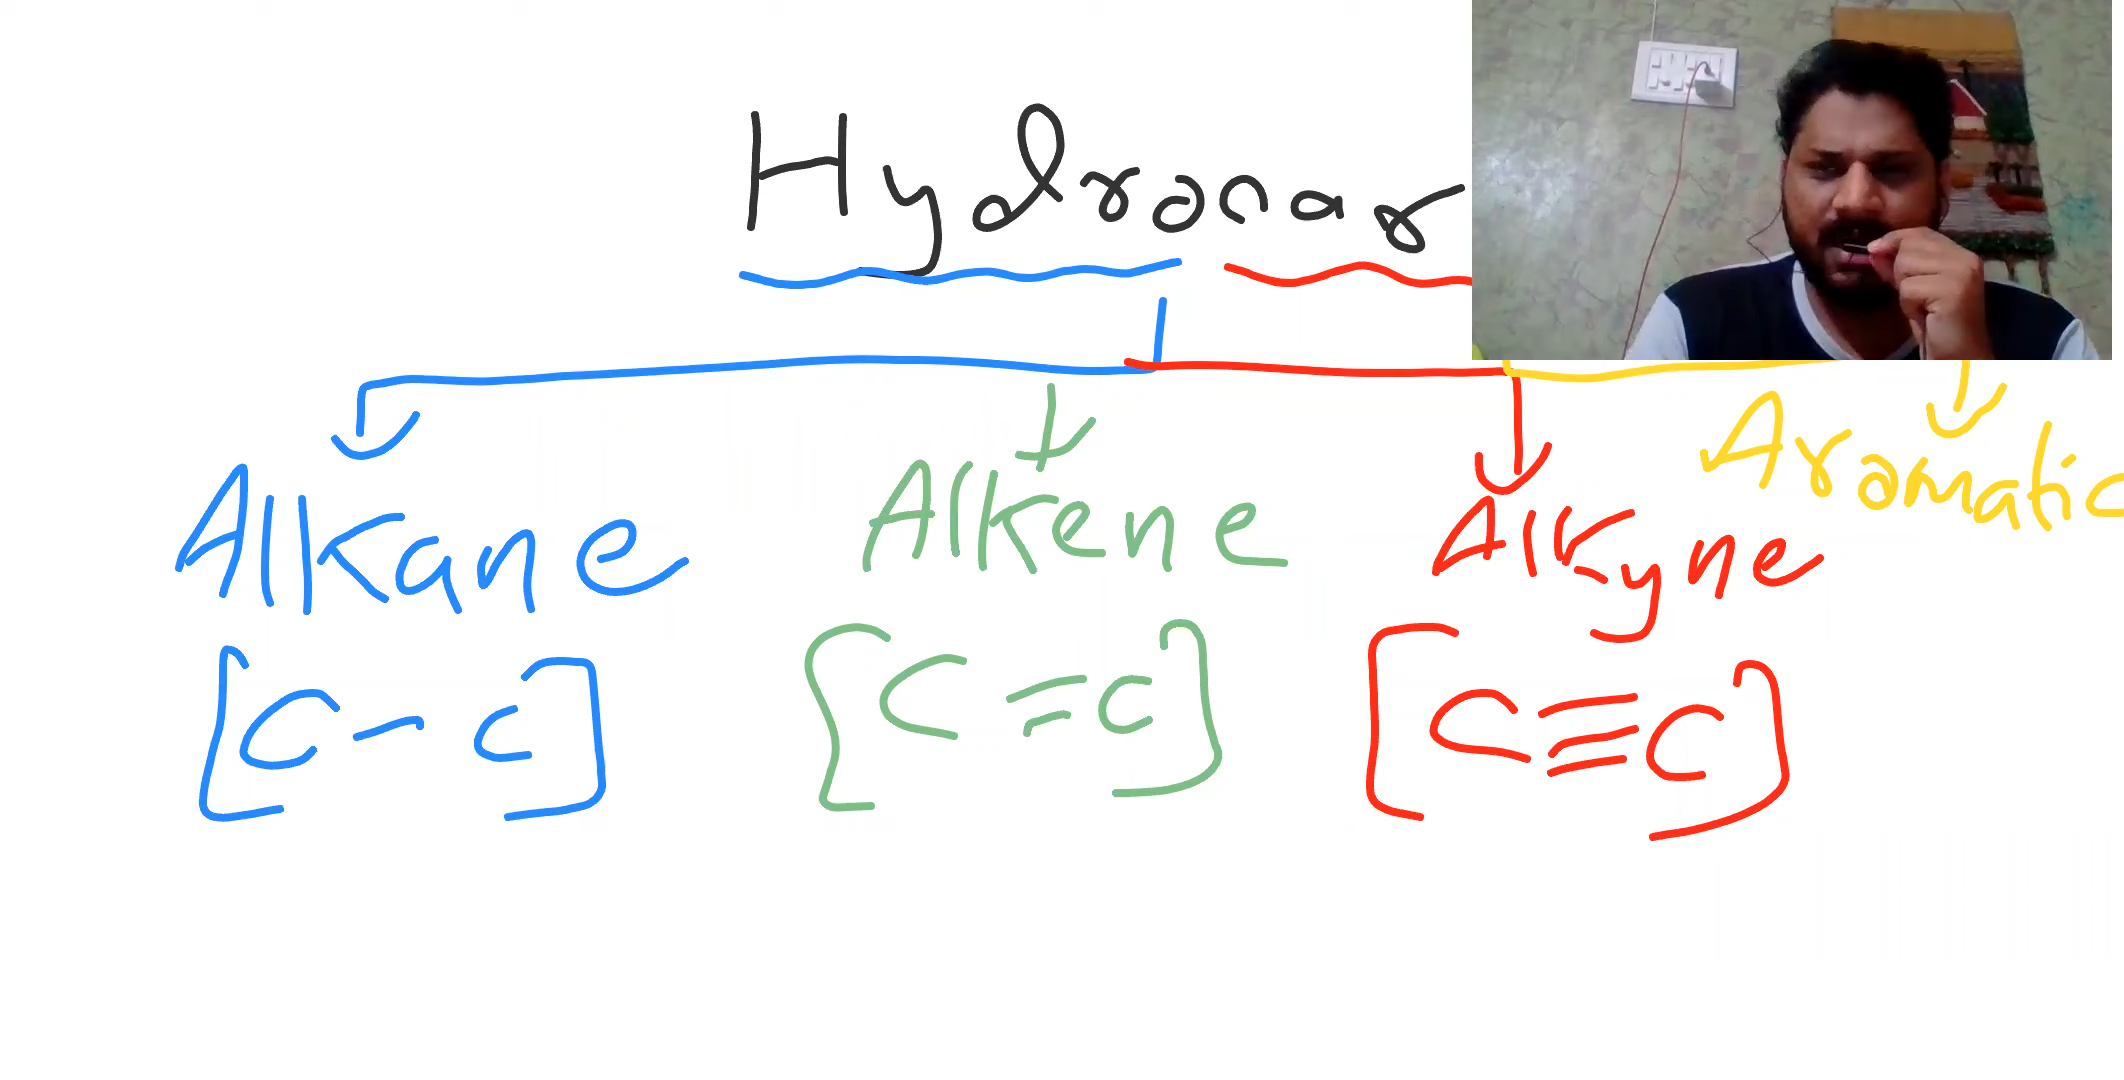 Hydrocar
Alkane Alkene Alkyne Aromatic
[C - C] [C = C] [C ≡ C]